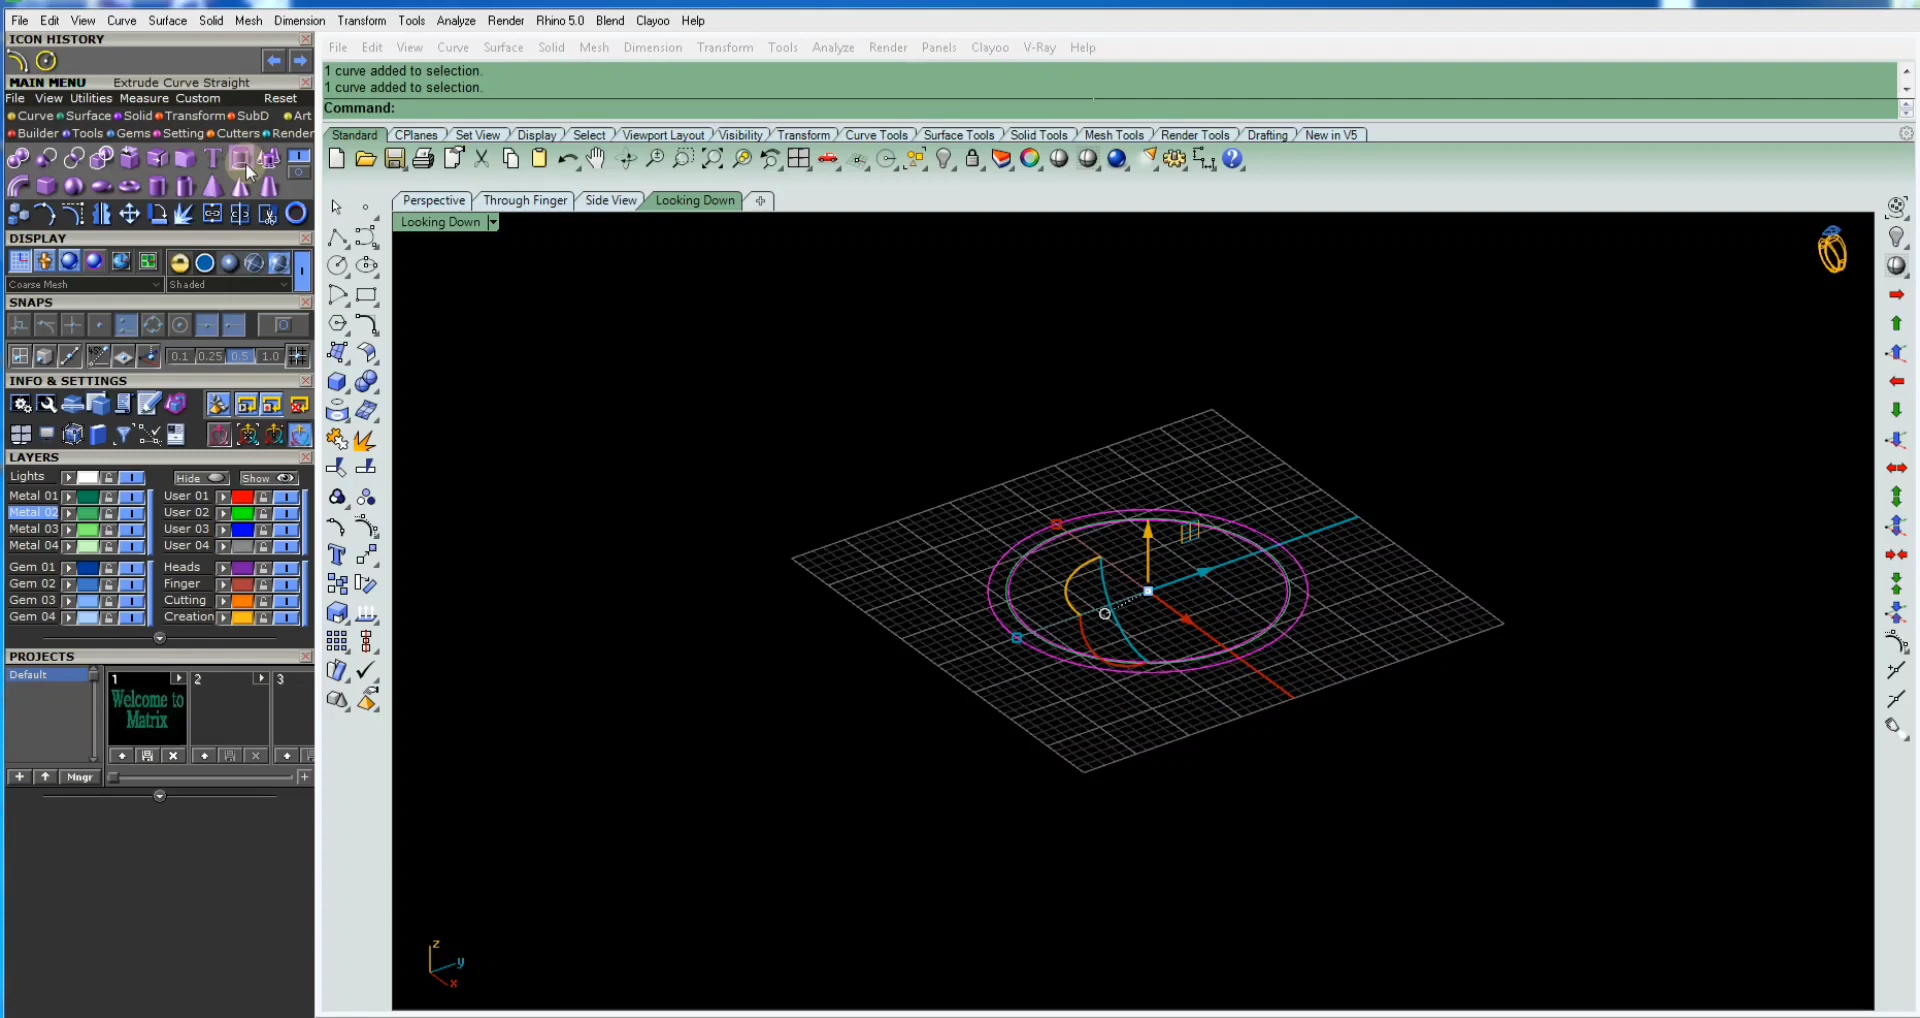 File Edit View Curve Surface Solid Mesh Dimension Transform Tools Analyze Render Rhino 5.0 Blend Clayoo Help
ICON HISTORY
MAIN MENU Extrude Curve Straight
File View Utilities Measure Custom Reset
Curve Surface Solid Transform SubD Art
Builder Tools Gems Setting Cutters Render
DISPLAY
Coarse Mesh Shaded
SNAPS
0.1 0.25 0.5 1.0
INFO & SETTINGS
LAYERS
Lights Hide Show
Metal 01 User 01
Metal 02 User 02
Metal 03 User 03
Metal 04 User 04
Gem 01 Heads
Gem 02 Finger
Gem 03 Cutting
Gem 04 Creation
PROJECTS
Default 1 2 3
Welcome to
Matrix
Mngr
File Edit View Curve Surface Solid Mesh Dimension Transform Tools Analyze Render Panels Clayoo V-Ray Help
1 curve added to selection.
1 curve added to selection.
Command:
Standard CPlanes Set View Display Select Viewport Layout Visibility Transform Curve Tools Surface Tools Solid Tools Mesh Tools Render Tools Drafting New in V5
Perspective Through Finger Side View Looking Down
Looking Down
z
y
x